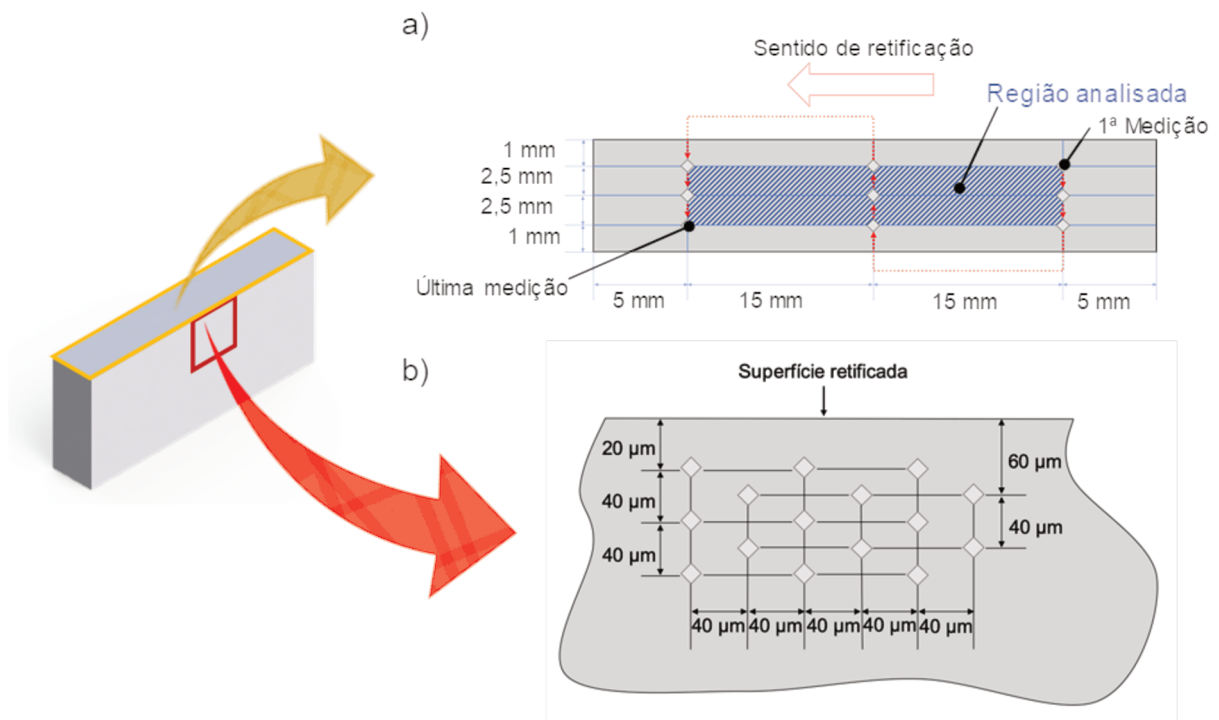 a)
Sentido de retificação
Região analisada
1ª Medição
1 mm
2,5 mm
2,5 mm
1 mm
Última medição
5 mm
15 mm
15 mm
5 mm
b)
Superfície retificada
20 µm
60 µm
40 µm
40 µm
40 µm
40 µm
40 µm
40 µm
40 µm
40 µm